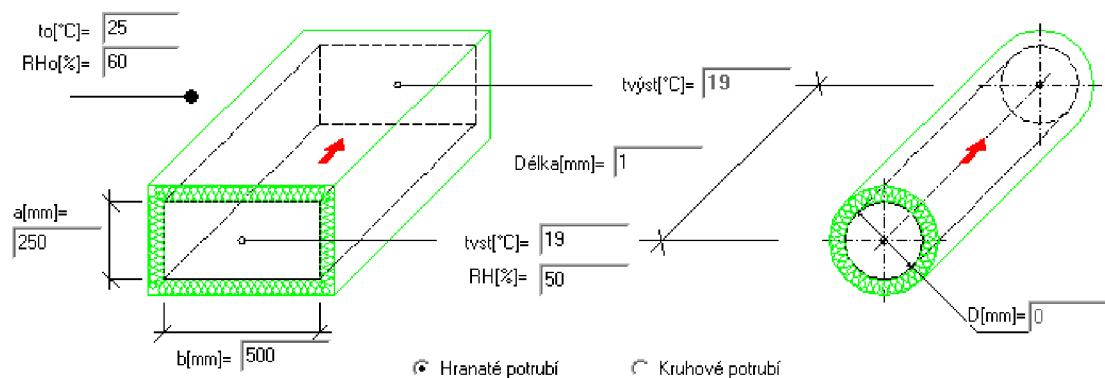 to[°C]= 25
RHo[%]= 60
tvýst[°C]= 19
Délka[mm]= 1
a[mm]=
250
tvst[°C]= 19
RH[%]= 50
D[mm]= 0
b[mm]= 500
Hranaté potrubí
Kruhové potrubí